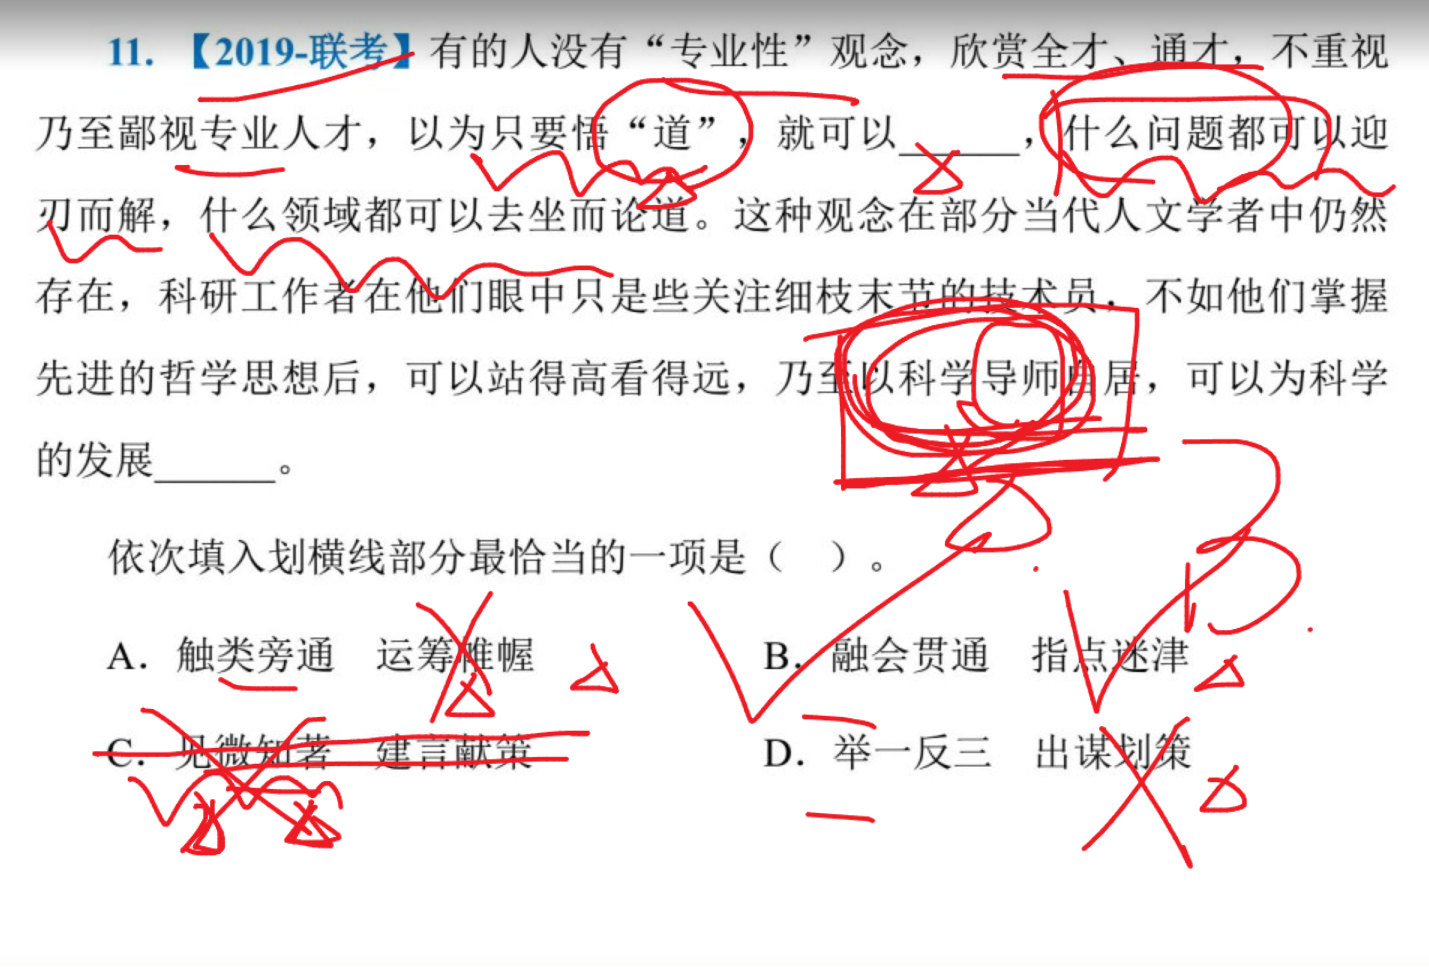 11. 【2019-联考】有的人没有“专业性”观念，欣赏全才、通才，不重视
乃至鄙视专业人才，以为只要悟“道”，就可以______，什么问题都可以迎
刃而解，什么领域都可以去坐而论道。这种观念在部分当代人文学者中仍然
存在，科研工作者在他们眼中只是些关注细枝末节的技术员，不如他们掌握
先进的哲学思想后，可以站得高看得远，乃至以科学导师自居，可以为科学
的发展______。
依次填入划横线部分最恰当的一项是（ ）。
A. 触类旁通 运筹帷幄 B. 融会贯通 指点迷津
C. 见微知著 建言献策 D. 举一反三 出谋划策